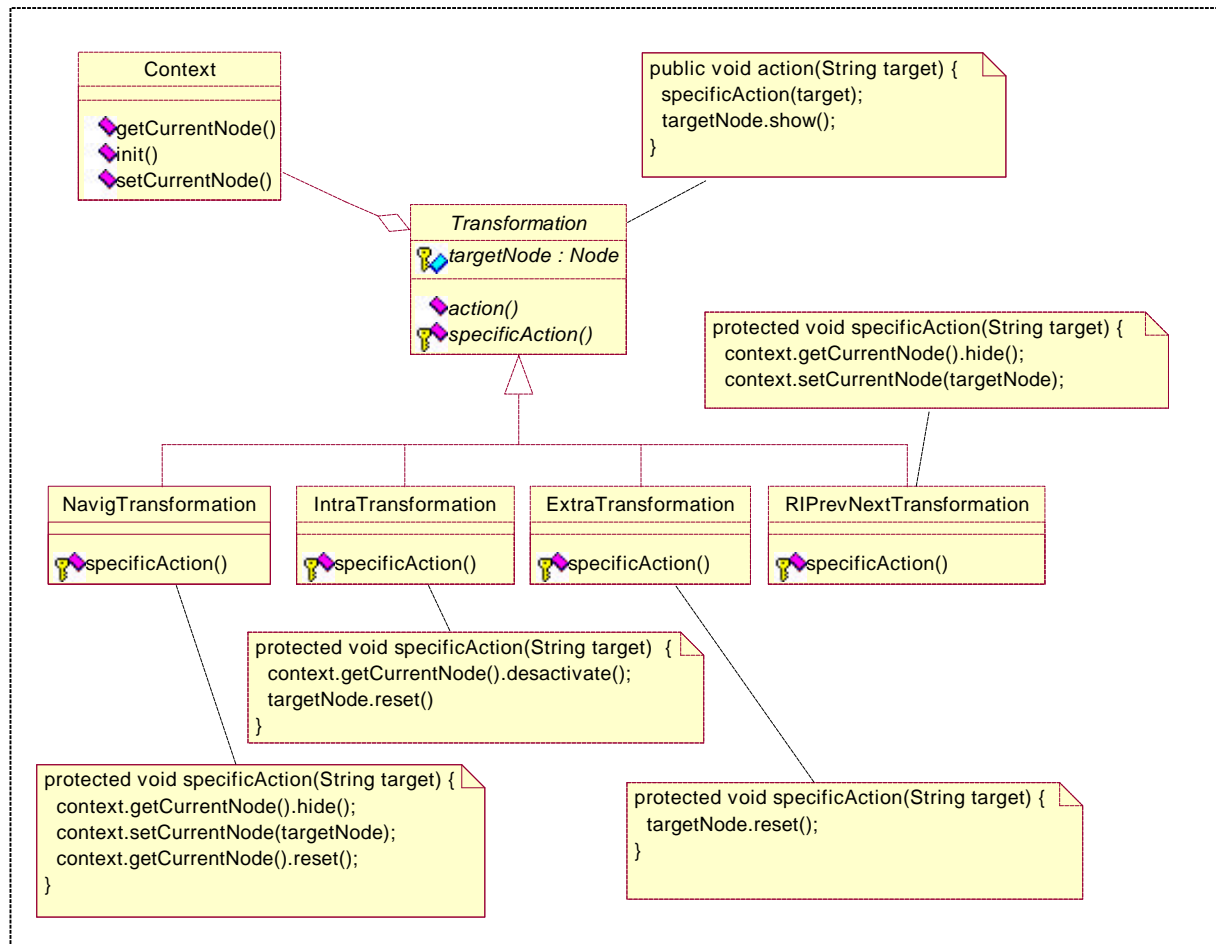 Context
getCurrentNode()
init()
setCurrentNode()
public void action(String target) {
specificAction(target);
targetNode.show();
}
Transformation
targetNode : Node
action()
specificAction()
protected void specificAction(String target) {
context.getCurrentNode().hide();
context.setCurrentNode(targetNode);
NavigTransformation
specificAction()
IntraTransformation
specificAction()
ExtraTransformation
specificAction()
RIPrevNextTransformation
specificAction()
protected void specificAction(String target) {
context.getCurrentNode().desactivate();
targetNode.reset()
}
protected void specificAction(String target) {
context.getCurrentNode().hide();
context.setCurrentNode(targetNode);
context.getCurrentNode().reset();
}
protected void specificAction(String target) {
targetNode.reset();
}